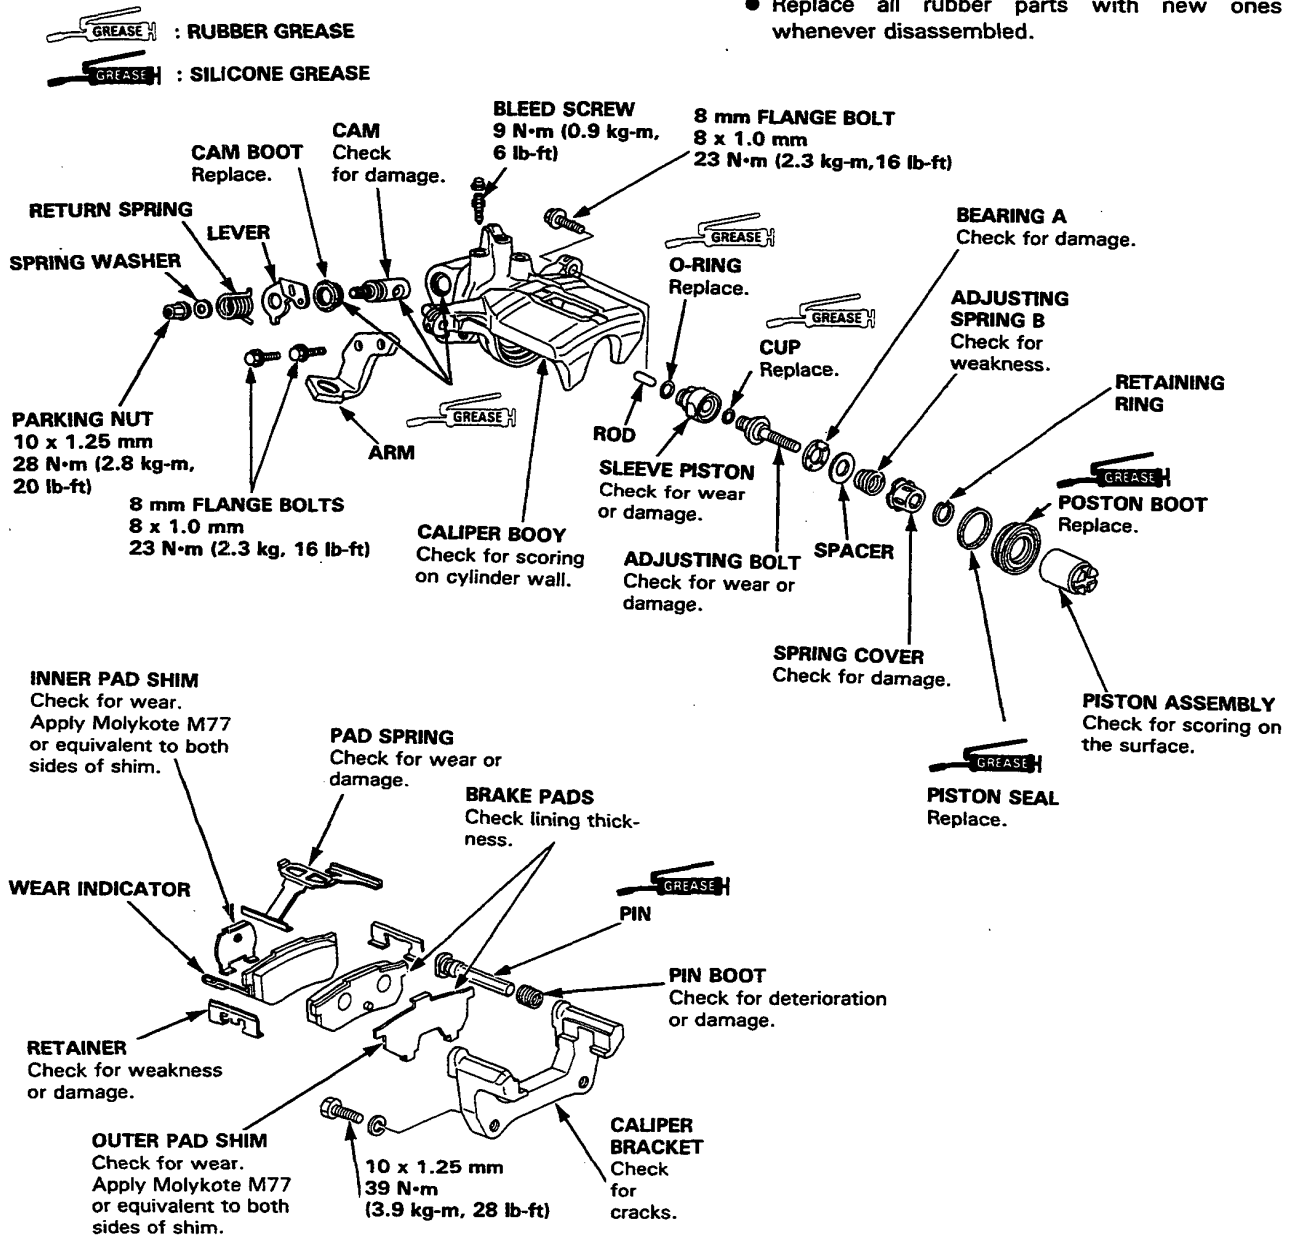 ● Replace all rubber parts with new ones
whenever disassembled.
GREASE : RUBBER GREASE
GREASE : SILICONE GREASE
BLEED SCREW
9 N•m (0.9 kg-m,
6 lb-ft)
8 mm FLANGE BOLT
8 x 1.0 mm
23 N•m (2.3 kg-m,16 lb-ft)
CAM
Check
for damage.
CAM BOOT
Replace.
RETURN SPRING
LEVER
SPRING WASHER
BEARING A
Check for damage.
GREASE
O-RING
Replace.
ADJUSTING
SPRING B
Check for
weakness.
GREASE
CUP
Replace.
RETAINING
RING
PARKING NUT
10 x 1.25 mm
28 N•m (2.8 kg-m,
20 lb-ft)
GREASE
ARM
ROD
SLEEVE PISTON
Check for wear
or damage.
GREASE
POSTON BOOT
Replace.
8 mm FLANGE BOLTS
8 x 1.0 mm
23 N•m (2.3 kg, 16 lb-ft)
CALIPER BOOY
Check for scoring
on cylinder wall.
ADJUSTING BOLT
Check for wear or
damage.
SPACER
SPRING COVER
Check for damage.
PISTON ASSEMBLY
Check for scoring on
the surface.
GREASE
PISTON SEAL
Replace.
INNER PAD SHIM
Check for wear.
Apply Molykote M77
or equivalent to both
sides of shim.
PAD SPRING
Check for wear or
damage.
BRAKE PADS
Check lining thick-
ness.
WEAR INDICATOR
GREASE
PIN
PIN BOOT
Check for deterioration
or damage.
RETAINER
Check for weakness
or damage.
OUTER PAD SHIM
Check for wear.
Apply Molykote M77
or equivalent to both
sides of shim.
10 x 1.25 mm
39 N•m
(3.9 kg-m, 28 lb-ft)
CALIPER
BRACKET
Check
for
cracks.